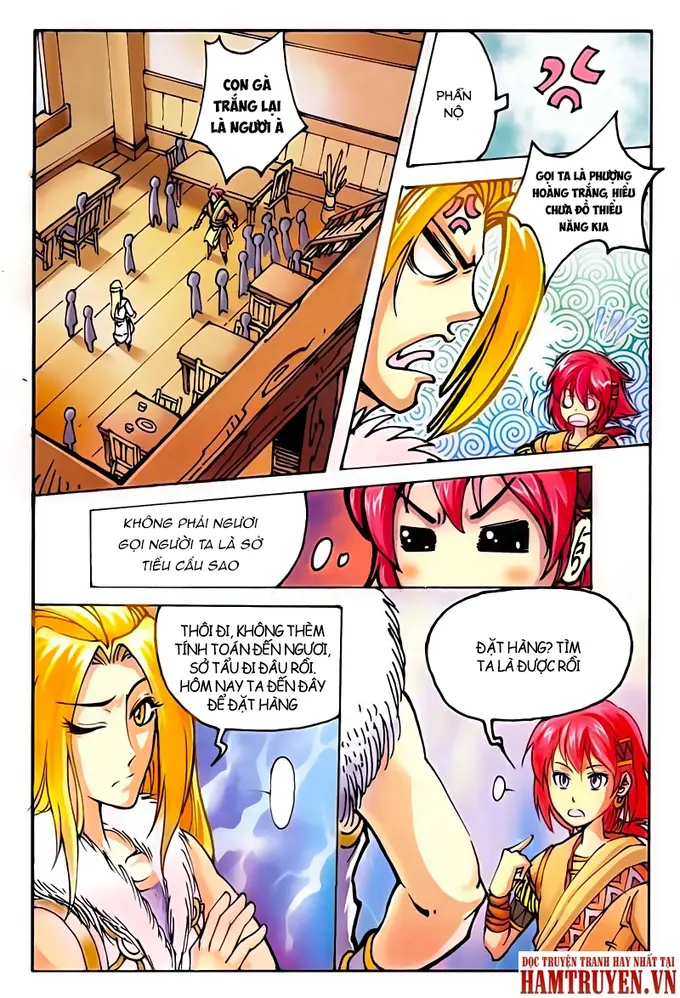 CON GÀ
TRẮNG LẠI
LÀ NGƯƠI À
PHẪN
NỘ
GỌI TA LÀ PHƯỢNG
HOÀNG TRẮNG, HIỂU
CHƯA ĐỒ THIỂU
NĂNG KIA
KHÔNG PHẢI NGƯƠI
GỌI NGƯỜI TA LÀ SỞ
TIỂU CẨU SAO
THÔI ĐI, KHÔNG THÈM
TÍNH TOÁN ĐẾN NGƯƠI,
SỞ TẨU ĐI ĐÂU RỒI.
HÔM NAY TA ĐẾN ĐÂY
ĐỂ ĐẶT HÀNG
ĐẶT HÀNG? TÌM
TA LÀ ĐƯỢC RỒI
ĐỌC TRUYỆN TRANH HAY NHẤT TẠI
HAMTRUYEN.VN